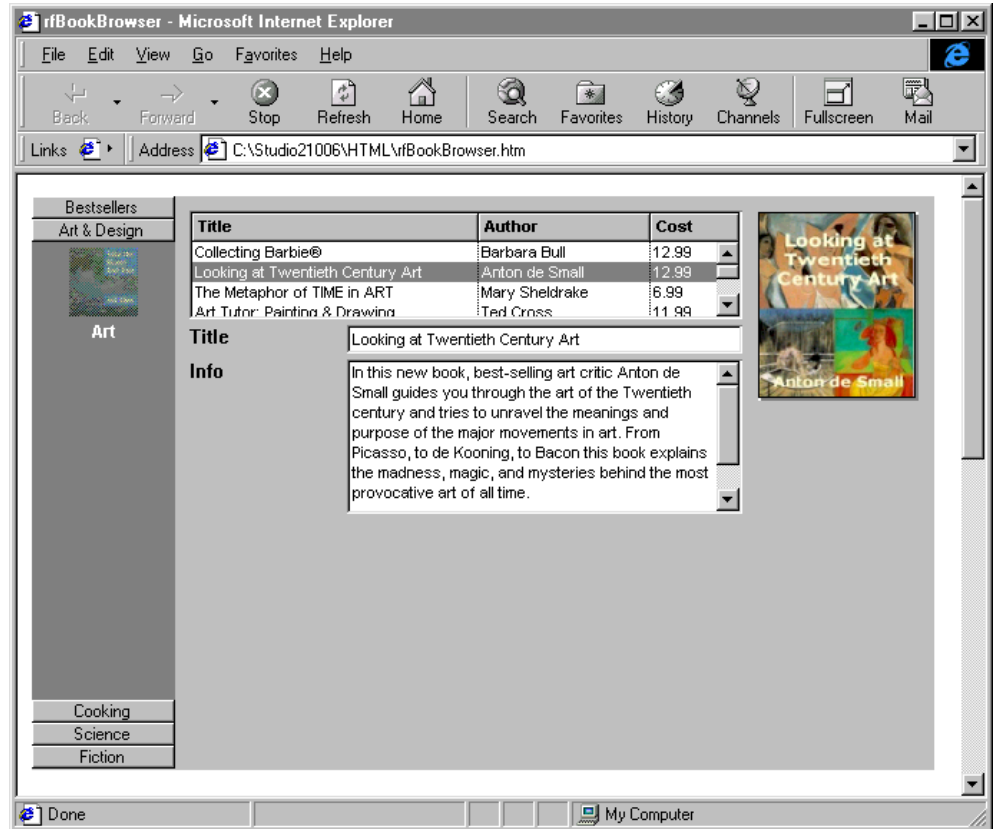 rfBookBrowser - Microsoft Internet Explorer
File Edit View Go Favorites Help
Back Forward Stop Refresh Home Search Favorites History Channels Fullscreen Mail
Links Address C:\Studio21006\HTML\rfBookBrowser.htm
Bestsellers
Art & Design
Art
Title Author Cost
Collecting Barbie® Barbara Bull 12.99
Looking at Twentieth Century Art Anton de Small 12.99
The Metaphor of TIME in ART Mary Sheldrake 6.99
Art Tutor: Painting & Drawing Ted Cross 11.99
Title Looking at Twentieth Century Art
Info
In this new book, best-selling art critic Anton de
Small guides you through the art of the Twentieth
century and tries to unravel the meanings and
purpose of the major movements in art. From
Picasso, to de Kooning, to Bacon this book explains
the madness, magic, and mysteries behind the most
provocative art of all time.
Looking at
Twentieth
Century Art
Anton de Small
Cooking
Science
Fiction
Done My Computer